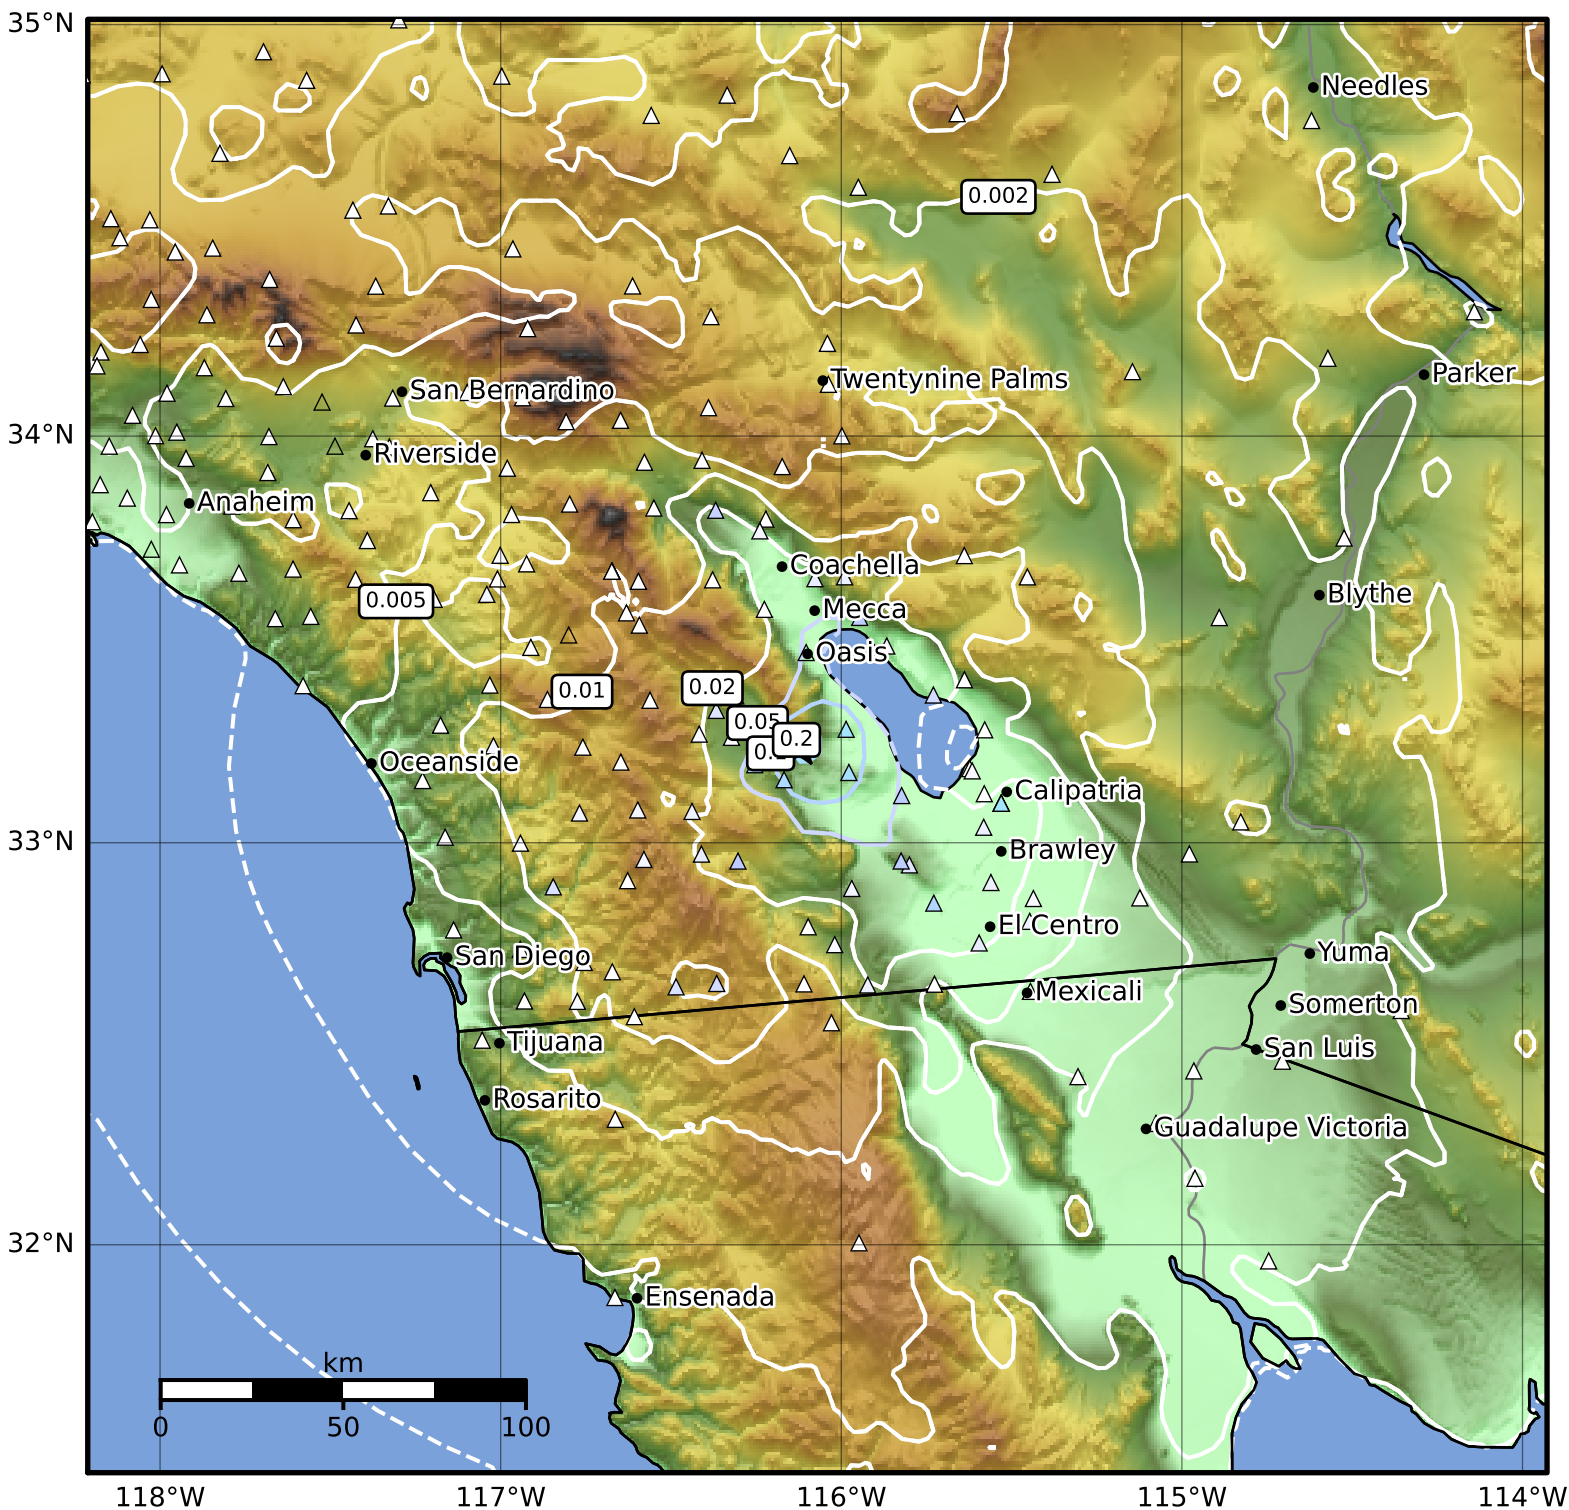 35°N
Needles
0.002
Parker
San Bernardino
Twentynine Palms
34°N
Riverside
Anaheim
Coachella
Blythe
0.005
Mecca
Oasis
0.01
0.02
0.05
0.2
Oceanside
Calipatria
33°N
Brawley
El Centro
San Diego
Yuma
Mexicali
Somerton
Tijuana
San Luis
Rosarito
Guadalupe Victoria
32°N
Ensenada
km
0 50 100
118°W 117°W 116°W 115°W 114°W